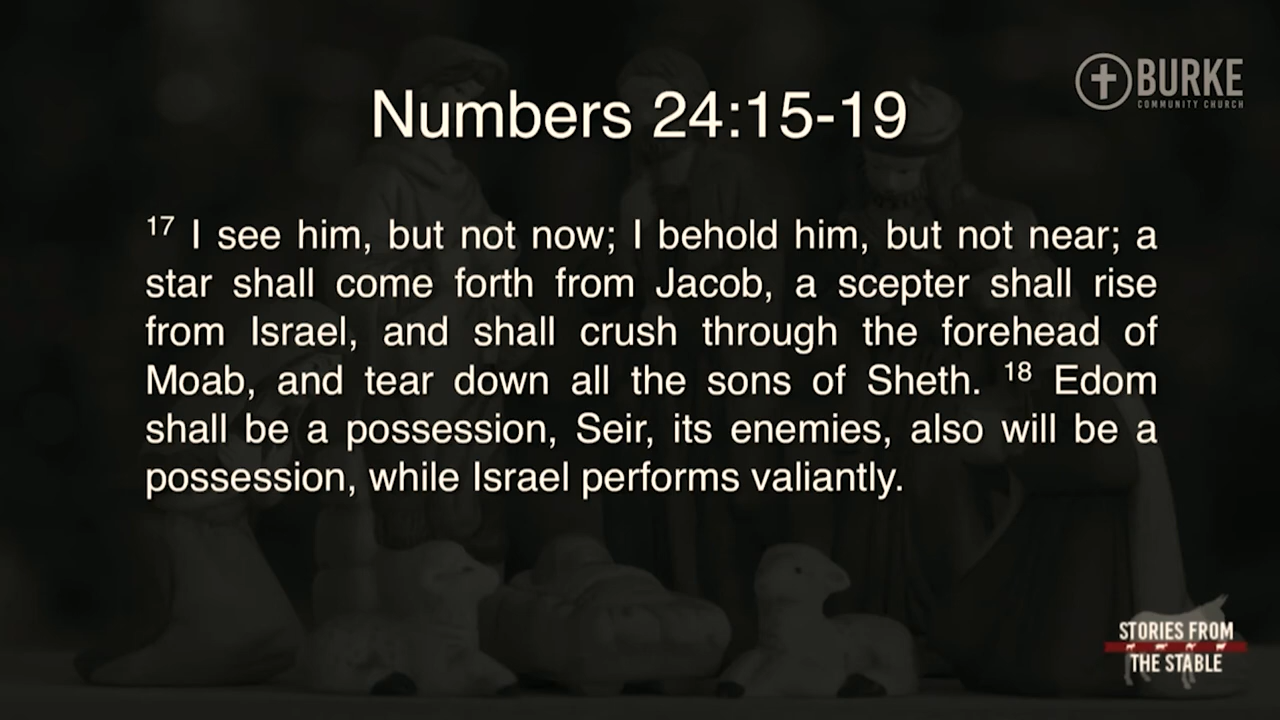 BURKE
COMMUNITY CHURCH
Numbers 24:15-19
17 I see him, but not now; I behold him, but not near; a
star shall come forth from Jacob, a scepter shall rise
from Israel, and shall crush through the forehead of
Moab, and tear down all the sons of Sheth. 18 Edom
shall be a possession, Seir, its enemies, also will be a
possession, while Israel performs valiantly.
STORIES FROM
THE STABLE